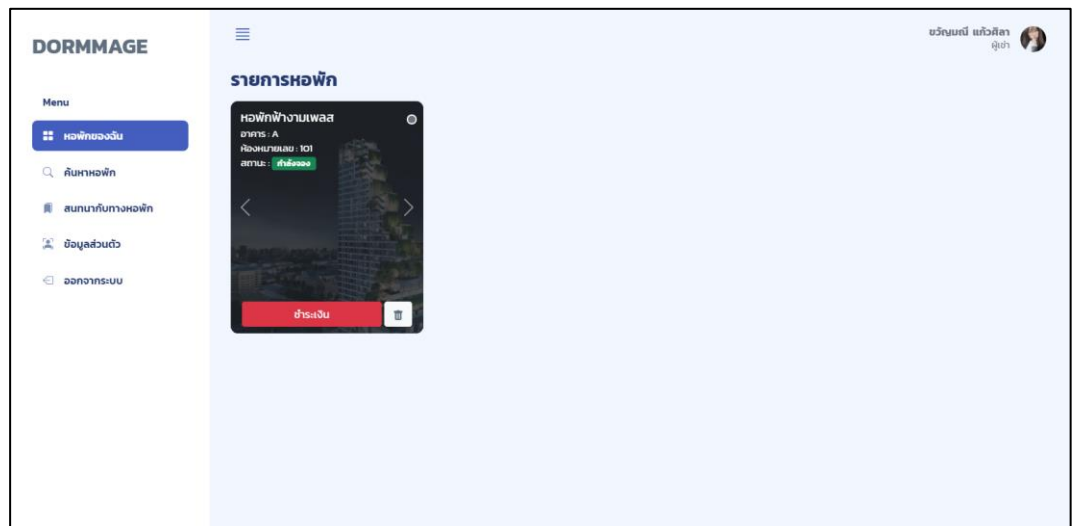 DORMMAGE
ขวัญมณี แก้วศิลา
ผู้เช่า
รายการหอพัก
Menu
หอพักของฉัน
ค้นหาหอพัก
สนทนากับทางหอพัก
ข้อมูลส่วนตัว
ออกจากระบบ
หอพักฟ้างามเพลส
อาคาร : A
ห้องหมายเลข : 101
สถานะ : กำลังจอง
ชำระเงิน